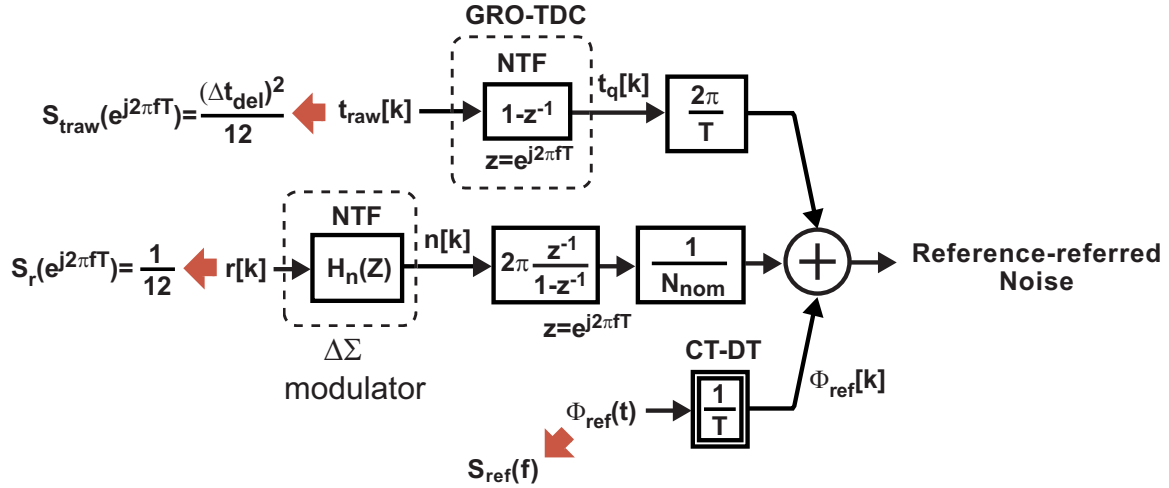 GRO-TDC
NTF
S_traw(e^j2πfT)= (Δt_del)^2 / 12
t_raw[k]
1-z^-1
t_q[k]
2π / T
z=e^j2πfT
NTF
S_r(e^j2πfT)= 1 / 12
r[k]
H_n(Z)
n[k]
2π z^-1 / 1-z^-1
1 / N_nom
+
Reference-referred
Noise
z=e^j2πfT
ΔΣ
modulator
CT-DT
Φ_ref(t)
1 / T
Φ_ref[k]
S_ref(f)